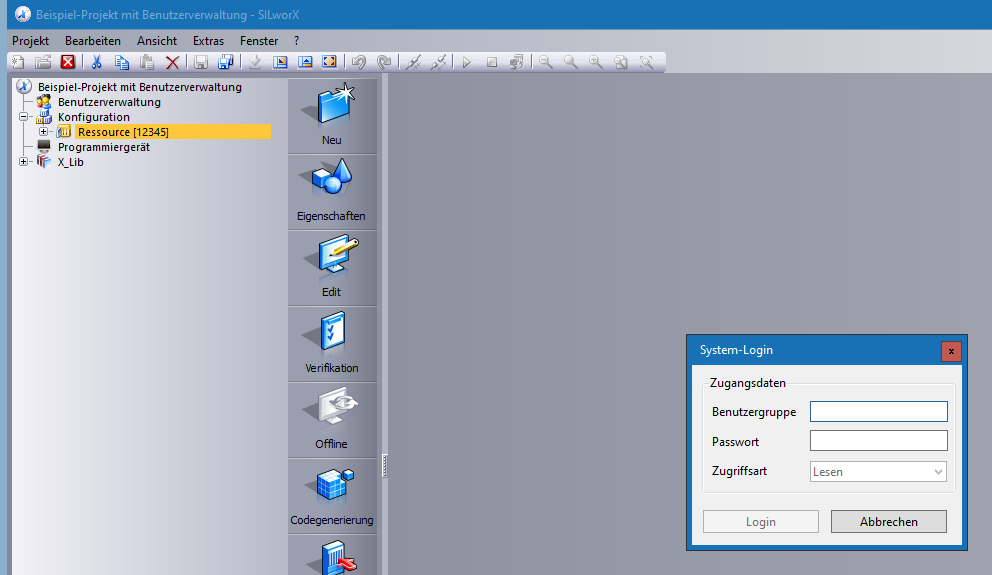 Beispiel-Projekt mit Benutzerverwaltung - SILworX
Projekt Bearbeiten Ansicht Extras Fenster ?
Beispiel-Projekt mit Benutzerverwaltung
Benutzerverwaltung
Konfiguration
Ressource [12345]
Programmiergerät
X_Lib
Neu
Eigenschaften
Edit
Verifikation
Offline
Codegenerierung
System-Login
x
Zugangsdaten
Benutzergruppe
Passwort
Zugriffsart Lesen
Login Abbrechen